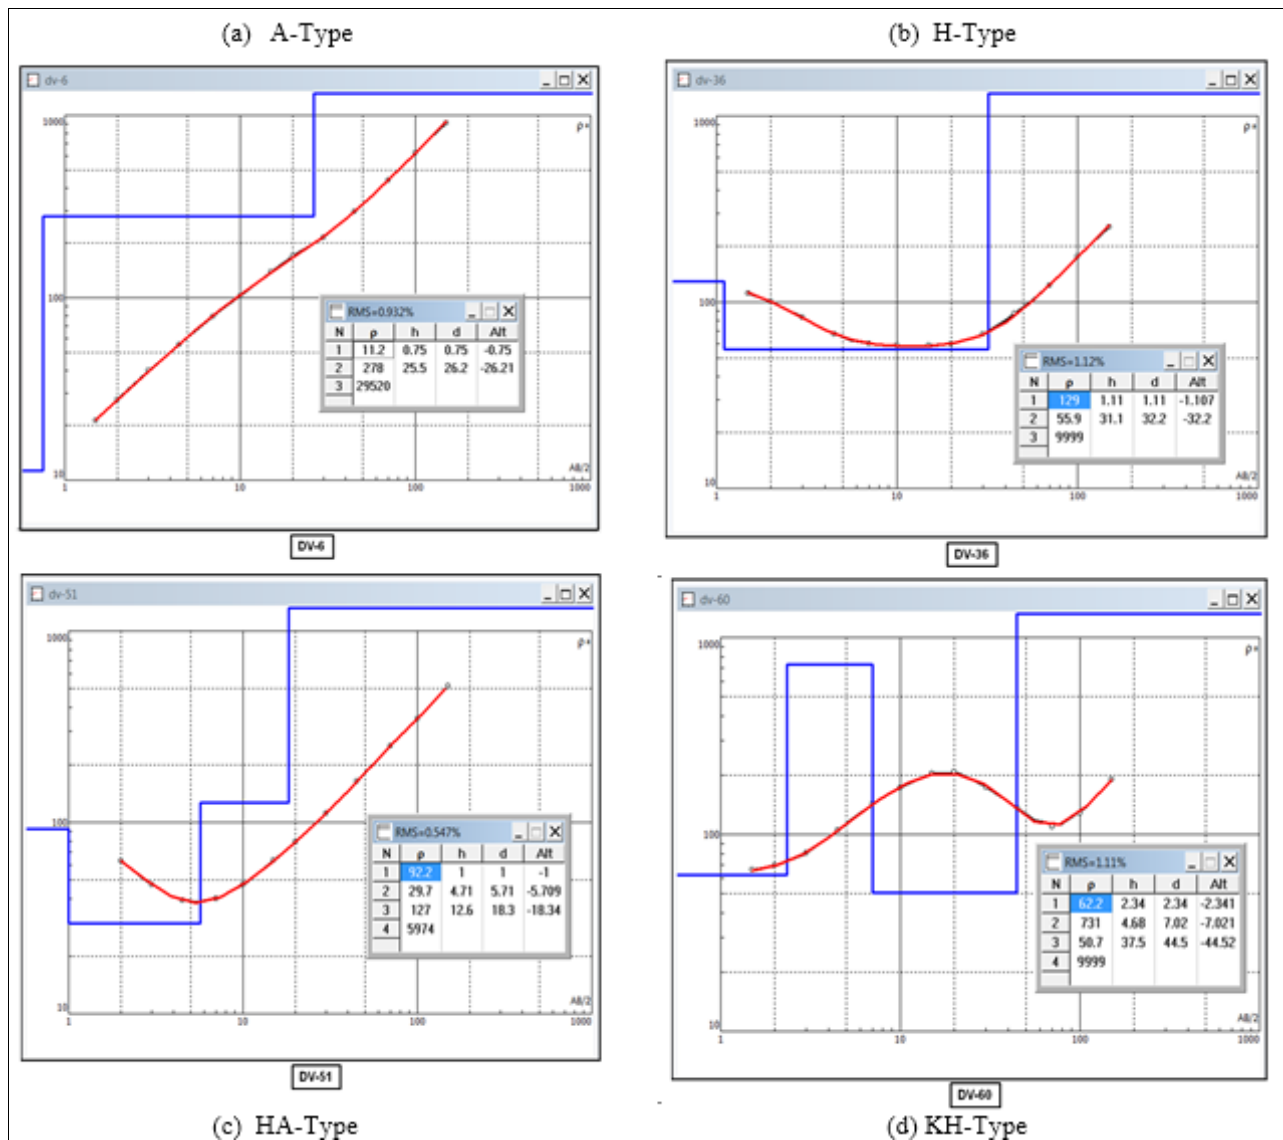 (a) A-Type
(b) H-Type
dv-6
1000
ρ*
100
10
1
10
100
1000
AB/2
RMS=0.932%
N ρ h d Alt
1 11.2 0.75 0.75 -0.75
2 278 25.5 26.2 -26.21
3 29520
DV-6
dv-36
1000
ρ*
100
10
1
10
100
1000
AB/2
RMS=1.12%
N ρ h d Alt
1 129 1.11 1.11 -1.107
2 55.9 31.1 32.2 -32.2
3 9999
DV-36
dv-51
1000
ρ*
100
10
1
10
100
1000
AB/2
RMS=0.547%
N ρ h d Alt
1 92.2 1 1 -1
2 29.7 4.71 5.71 -5.709
3 127 12.6 18.3 -18.34
4 5974
DV-51
dv-60
1000
ρ*
100
10
1
10
100
1000
AB/2
RMS=1.11%
N ρ h d Alt
1 62.2 2.34 2.34 -2.341
2 731 4.68 7.02 -7.021
3 50.7 37.5 44.5 -44.52
4 9999
DV-60
(c) HA-Type
(d) KH-Type